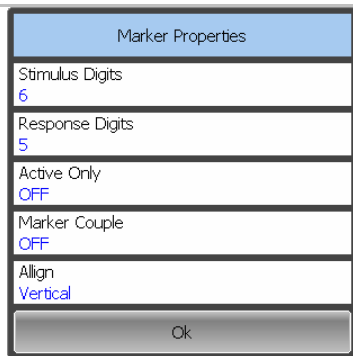 Marker Properties
Stimulus Digits
6
Response Digits
5
Active Only
OFF
Marker Couple
OFF
Allign
Vertical
Ok